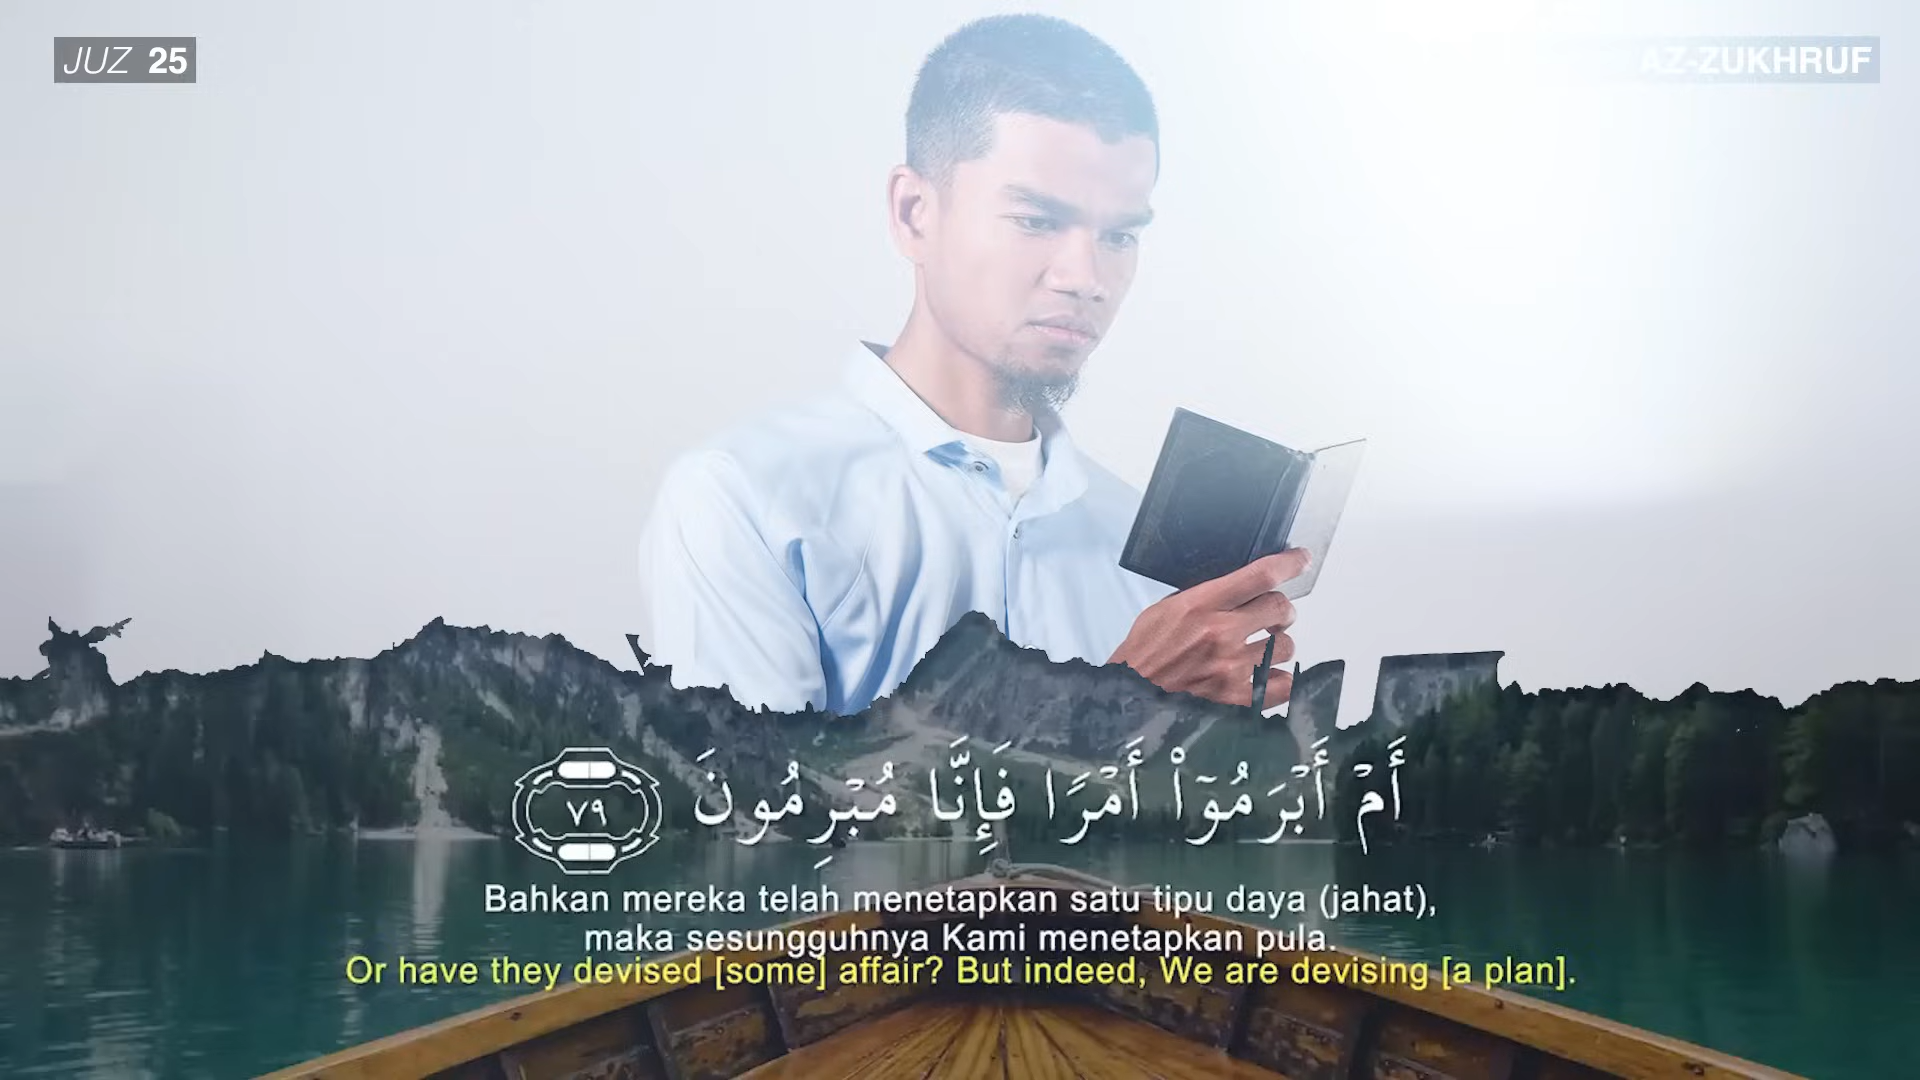 JUZ 25
AZ-ZUKHRUF
أَمْ أَبْرَمُوٓا۟ أَمْرًا فَإِنَّا مُبْرِمُونَ ٧٩
Bahkan mereka telah menetapkan satu tipu daya (jahat),
maka sesungguhnya Kami menetapkan pula.
Or have they devised [some] affair? But indeed, We are devising [a plan].